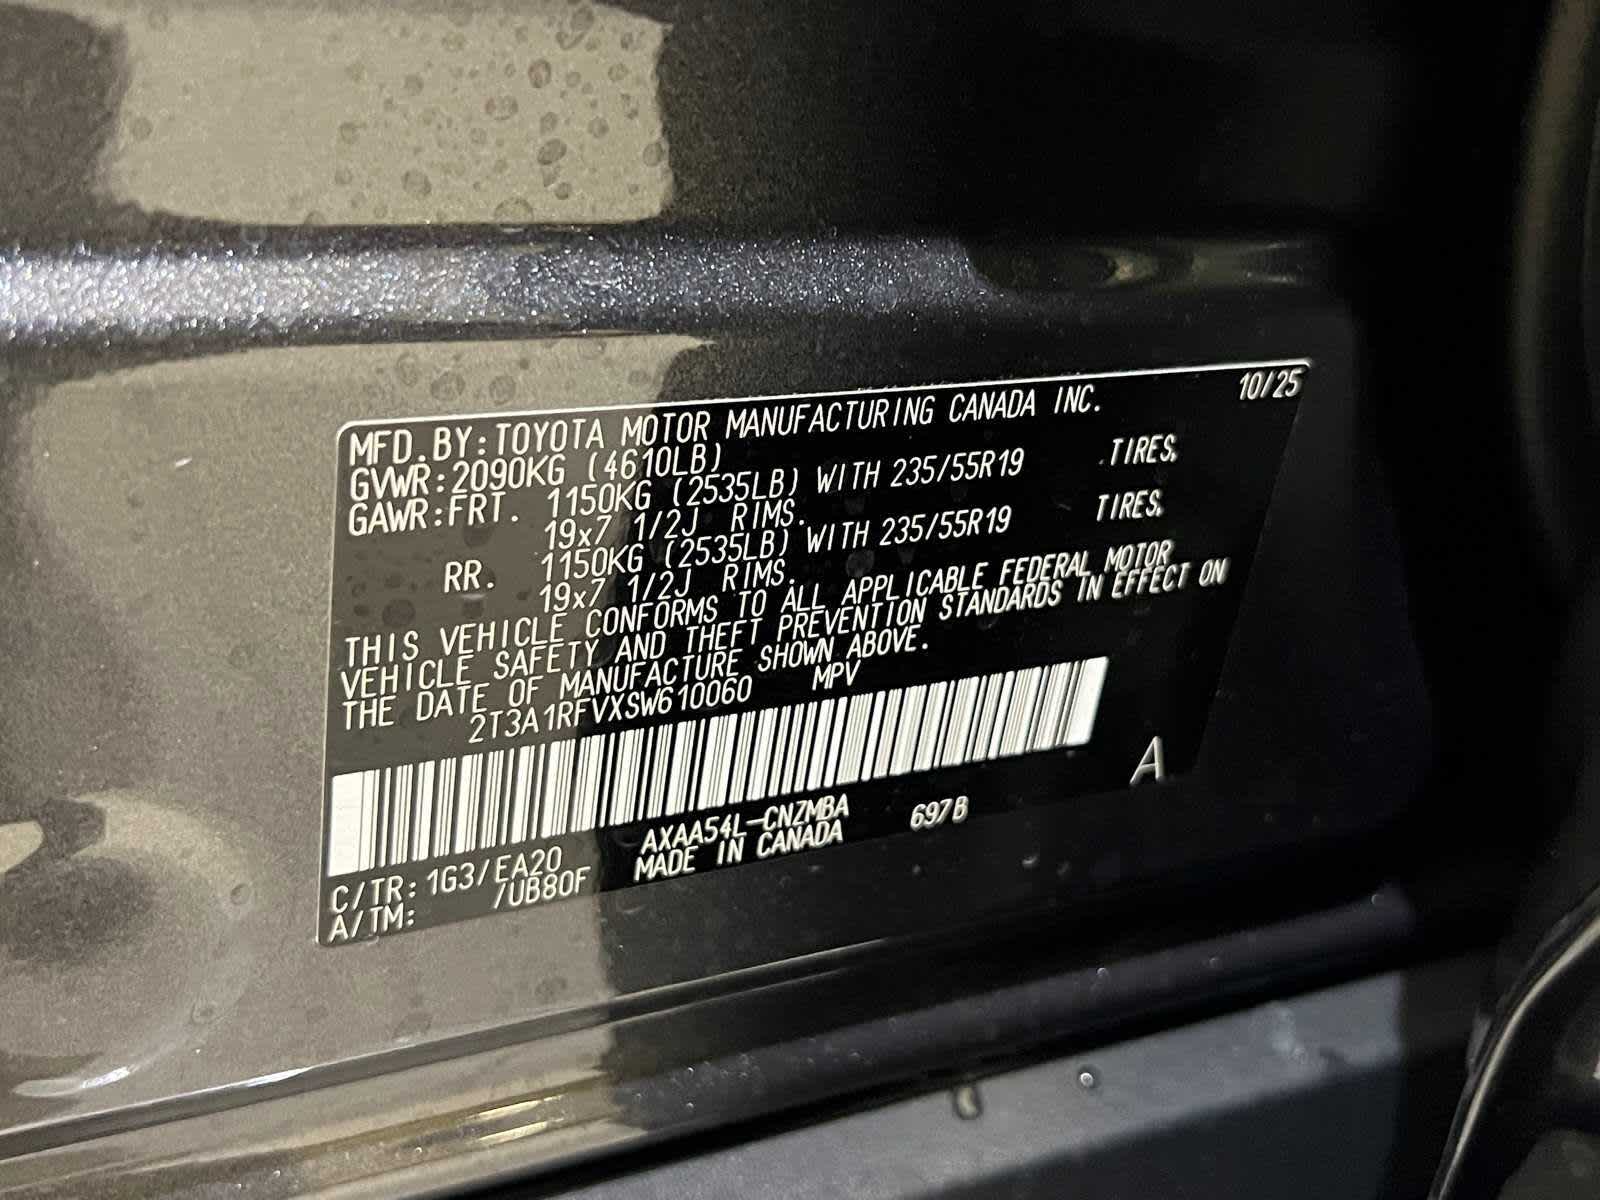 MFD.BY:TOYOTA MOTOR MANUFACTURING CANADA INC. 10/25
GVWR:2090KG (4610LB)
GAWR:FRT. 1150KG (2535LB) WITH 235/55R19 TIRES.
19x7 1/2J RIMS.
RR. 1150KG (2535LB) WITH 235/55R19 TIRES.
19x7 1/2J RIMS.
THIS VEHICLE CONFORMS TO ALL APPLICABLE FEDERAL MOTOR
VEHICLE SAFETY AND THEFT PREVENTION STANDARDS IN EFFECT ON
THE DATE OF MANUFACTURE SHOWN ABOVE.
2T3A1RFVXSW610060 MPV
A
AXAA54L-CNZMBA 697B
C/TR:1G3/EA20 MADE IN CANADA
A/TM: /UB80F